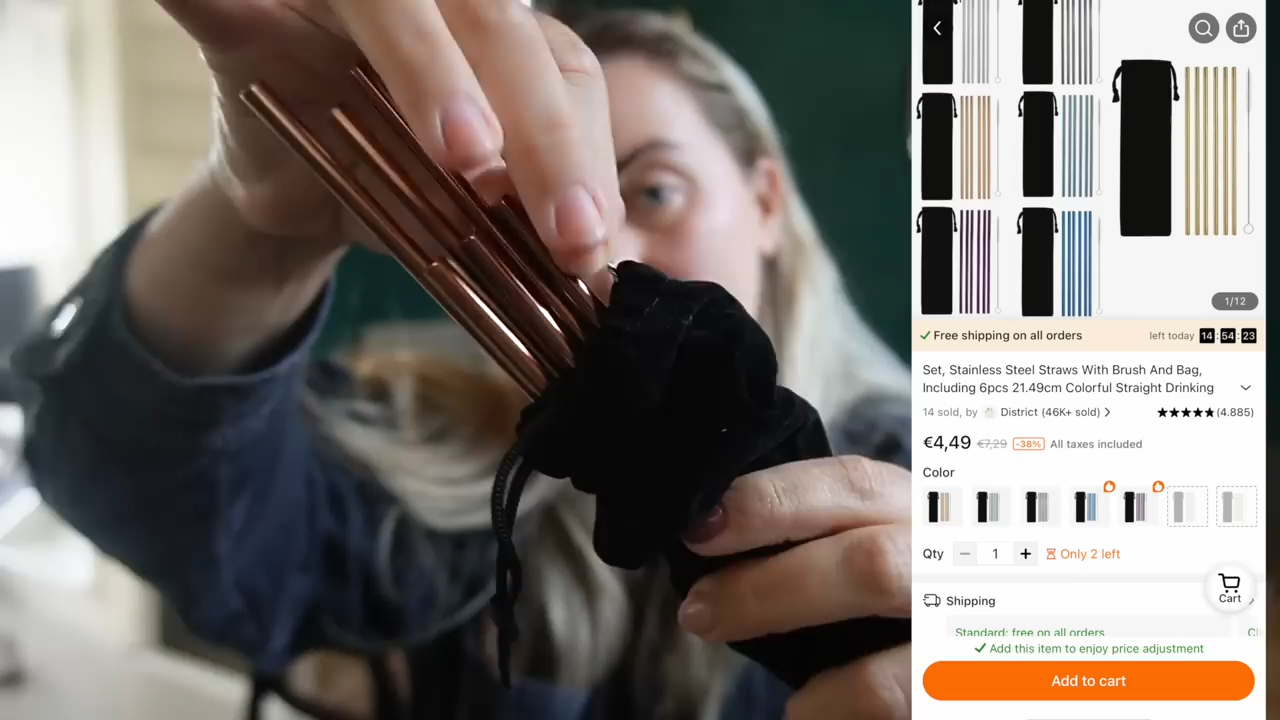 1/12
Free shipping on all orders
left today 14:54:23
Set, Stainless Steel Straws With Brush And Bag,
Including 6pcs 21.49cm Colorful Straight Drinking
14 sold, by District (46K+ sold)
(4.885)
€4,49 €7,29 -38% All taxes included
Color
Qty 1 Only 2 left
Shipping
Cart
Standard: free on all orders
Add this item to enjoy price adjustment
Add to cart